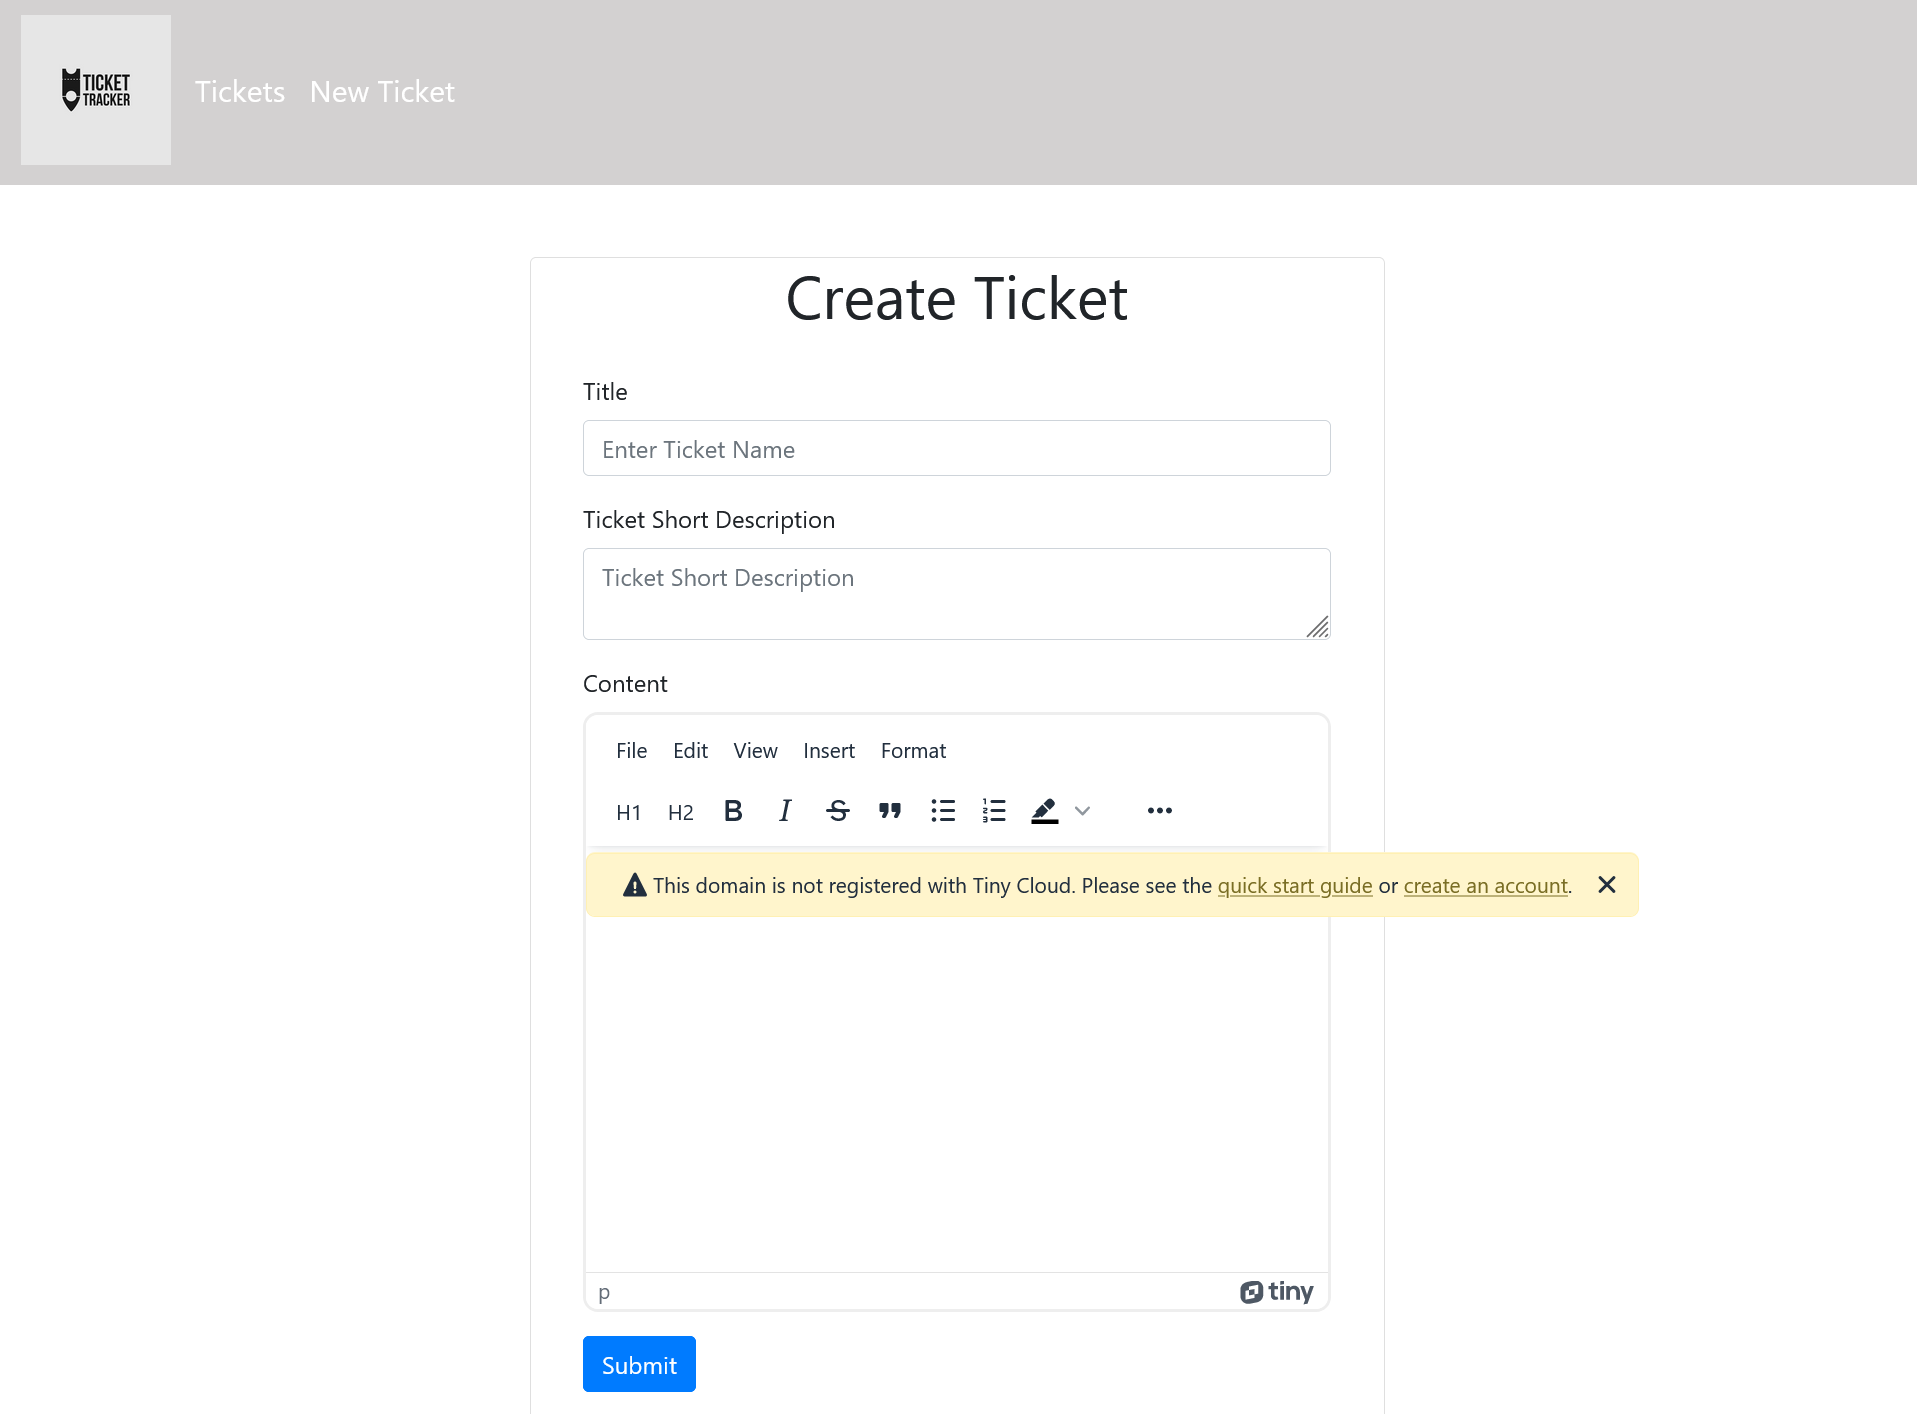 TICKET
TRACKER
Tickets New Ticket
Create Ticket
Title
Enter Ticket Name
Ticket Short Description
Ticket Short Description
Content
File Edit View Insert Format
H1 H2 B I S
This domain is not registered with Tiny Cloud. Please see the quick start guide or create an account.
p
tiny
Submit